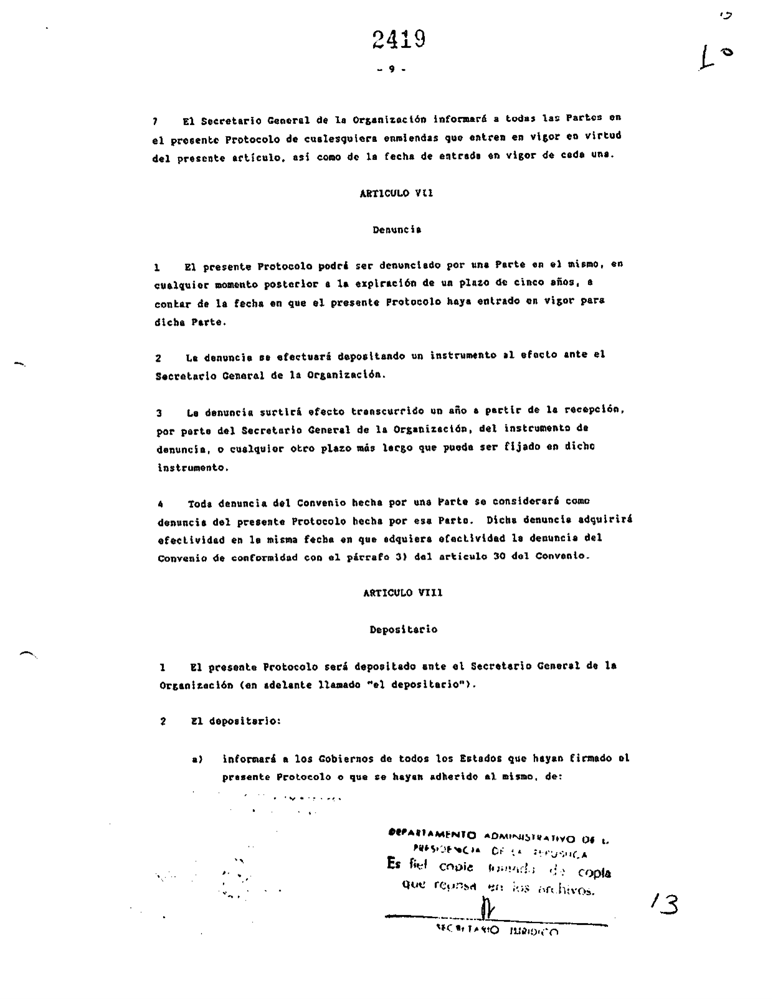 2419
- 9 -
10
7 El Secretario General de la Organización informará a todas las Partes en
el presente Protocolo de cualesquiera enmiendas que entren en vigor en virtud
del presente artículo, así como de la fecha de entrada en vigor de cada una.
ARTICULO VII
Denuncia
1 El presente Protocolo podrá ser denunciado por una Parte en el mismo, en
cualquier momento posterior a la expiración de un plazo de cinco años, a
contar de la fecha en que el presente Protocolo haya entrado en vigor para
dicha Parte.
2 La denuncia se efectuará depositando un instrumento al efecto ante el
Secretario General de la Organización.
3 La denuncia surtirá efecto transcurrido un año a partir de la recepción,
por parte del Secretario General de la Organización, del instrumento de
denuncia, o cualquier otro plazo más largo que pueda ser fijado en dicho
instrumento.
4 Toda denuncia del Convenio hecha por una Parte se considerará como
denuncia del presente Protocolo hecha por esa Parte. Dicha denuncia adquirirá
efectividad en la misma fecha en que adquiera efectividad la denuncia del
Convenio de conformidad con el párrafo 3) del artículo 30 del Convenio.
ARTICULO VIII
Depositario
1 El presente Protocolo será depositado ante el Secretario General de la
Organización (en adelante llamado "el depositario").
2 El depositario:
a) informará a los Gobiernos de todos los Estados que hayan firmado el
presente Protocolo o que se hayan adherido al mismo, de:
DEPARTAMENTO ADMINISTRATIVO DE L
PRESIDENCIA DE LA REPUBLICA
Es fiel copia tomada de copia
que reposa en los archivos.
SECRETARIO JURIDICO
13